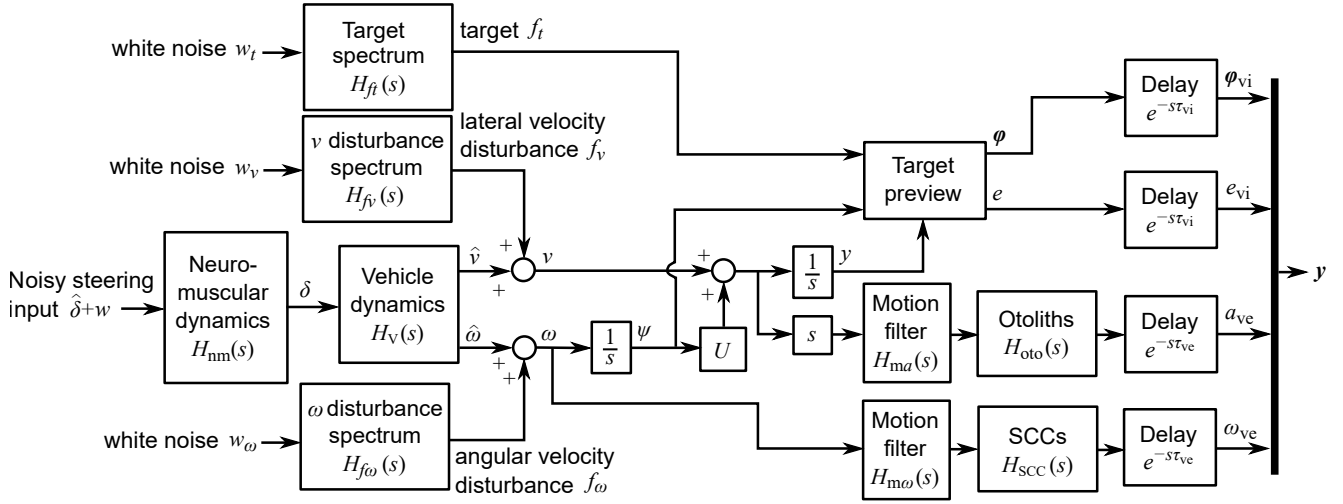 white noise w_t
Target
spectrum
H_ft(s)
target f_t
white noise w_v
v disturbance
spectrum
H_fv(s)
lateral velocity
disturbance f_v
Noisy steering
input δ̂+w
Neuro-
muscular
dynamics
H_nm(s)
δ
Vehicle
dynamics
H_V(s)
v̂
ω̂
+
+
v
+
+
ω
white noise w_ω
ω disturbance
spectrum
H_fω(s)
angular velocity
disturbance f_ω
1
s
ψ
U
+
+
1
s
y
s
Target
preview
φ
e
Motion
filter
H_ma(s)
Otoliths
H_oto(s)
Motion
filter
H_mω(s)
SCCs
H_SCC(s)
Delay
e^−sτ_vi
φ_vi
Delay
e^−sτ_vi
e_vi
Delay
e^−sτ_ve
a_ve
Delay
e^−sτ_ve
ω_ve
y